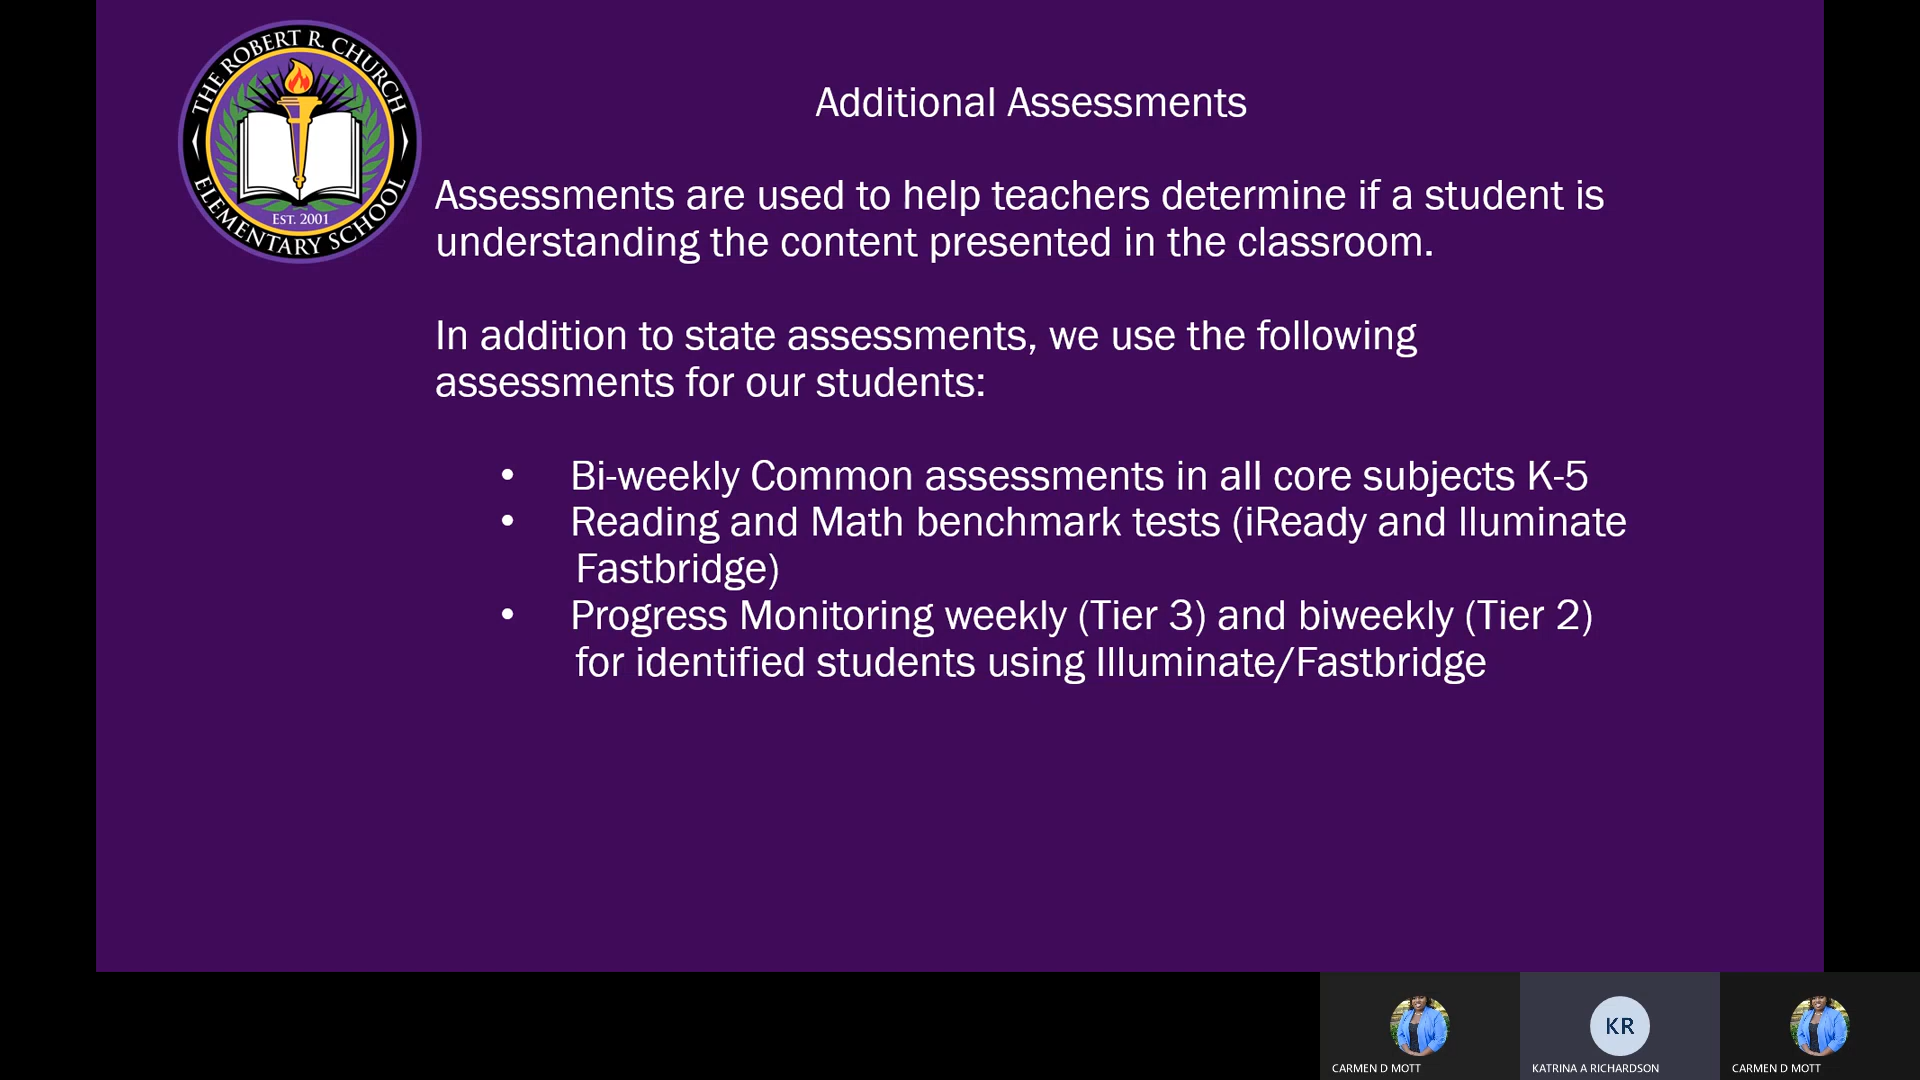 THE ROBERT R. CHURCH
EST. 2001
ELEMENTARY SCHOOL
Additional Assessments
Assessments are used to help teachers determine if a student is
understanding the content presented in the classroom.
In addition to state assessments, we use the following
assessments for our students:
• Bi-weekly Common assessments in all core subjects K-5
• Reading and Math benchmark tests (iReady and Iluminate
Fastbridge)
• Progress Monitoring weekly (Tier 3) and biweekly (Tier 2)
for identified students using Illuminate/Fastbridge
KR
CARMEN D MOTT
KATRINA A RICHARDSON
CARMEN D MOTT